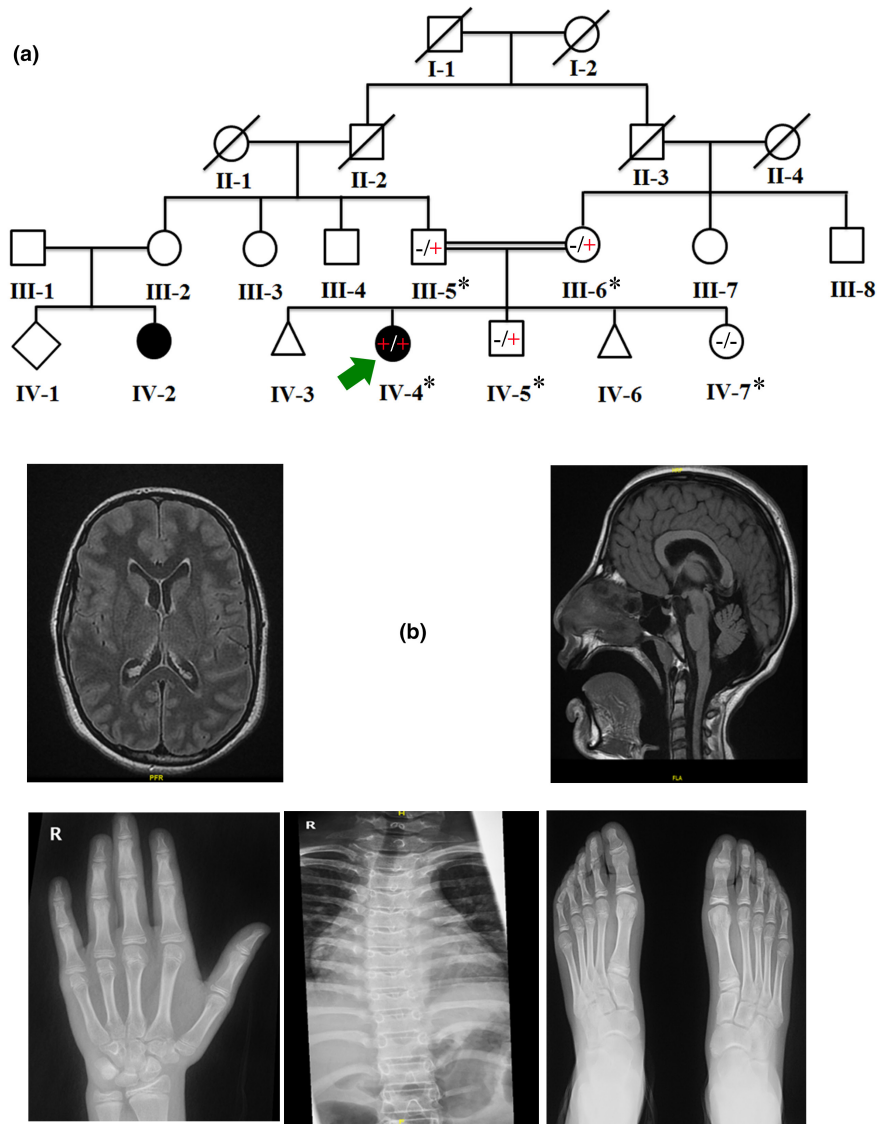 (a)
I-1 I-2
II-1 II-2 II-3 II-4
-/+ -/+
III-1 III-2 III-3 III-4 III-5* III-6* III-7 III-8
+/+ -/+ -/-
IV-1 IV-2 IV-3 IV-4* IV-5* IV-6 IV-7*
(b)
PFR
FLA
R
R
H
F